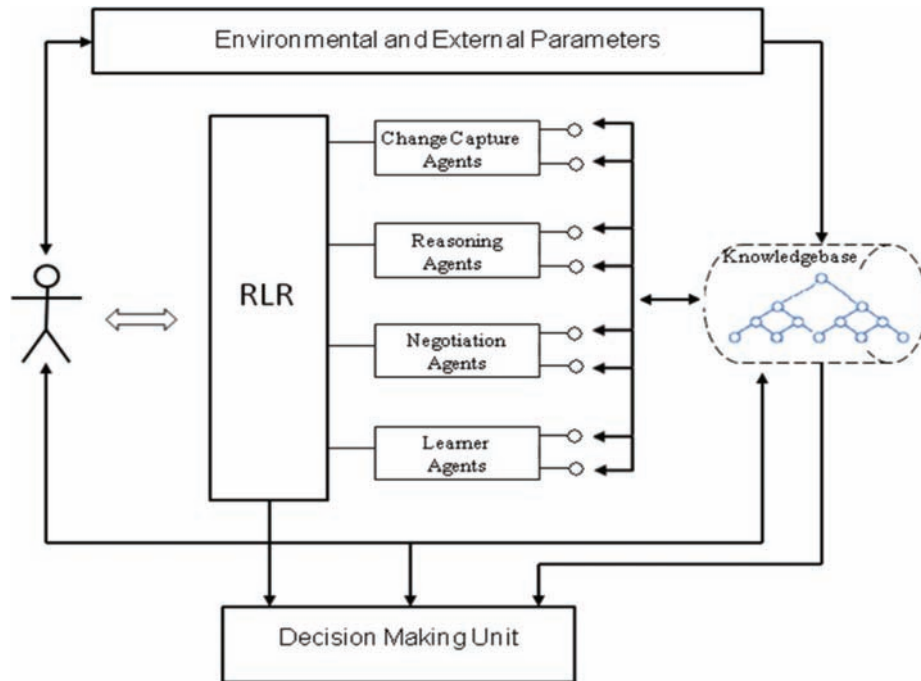 Environmental and External Parameters
Change Capture
Agents
Reasoning
Agents
Knowledgebase
RLR
Negotiation
Agents
Learner
Agents
Decision Making Unit